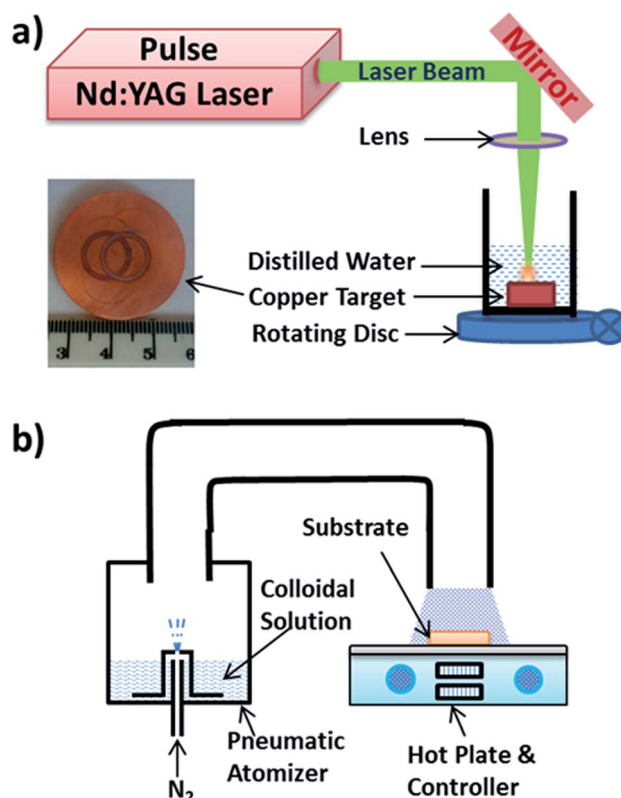 a)
Pulse
Nd:YAG Laser
Laser Beam
Mirror
Lens
Distilled Water
Copper Target
Rotating Disc
3 4 5 6
b)
Substrate
Colloidal
Solution
Pneumatic
Atomizer
N₂
Hot Plate &
Controller